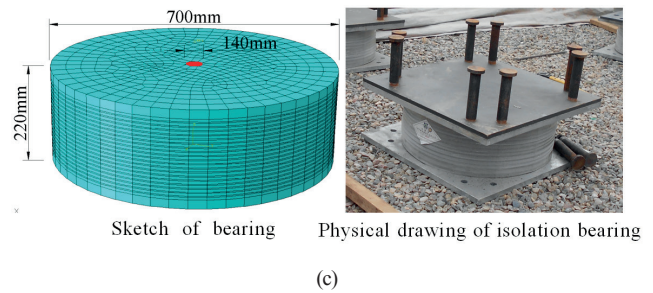 700mm
140mm
220mm
x
Sketch of bearing
Physical drawing of isolation bearing
(c)